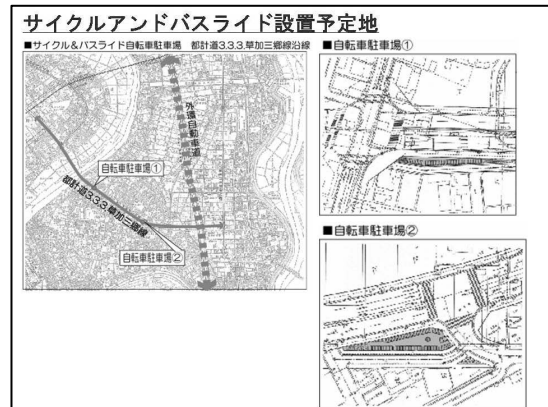 サイクルアンドバスライド設置予定地
■サイクル&バスライド自転車駐車場　都計道3.3.3.草加三郷線沿線
外環自動車道
自転車駐車場①
都計道3.3.3.草加三郷線
自転車駐車場②
■自転車駐車場①
■自転車駐車場②